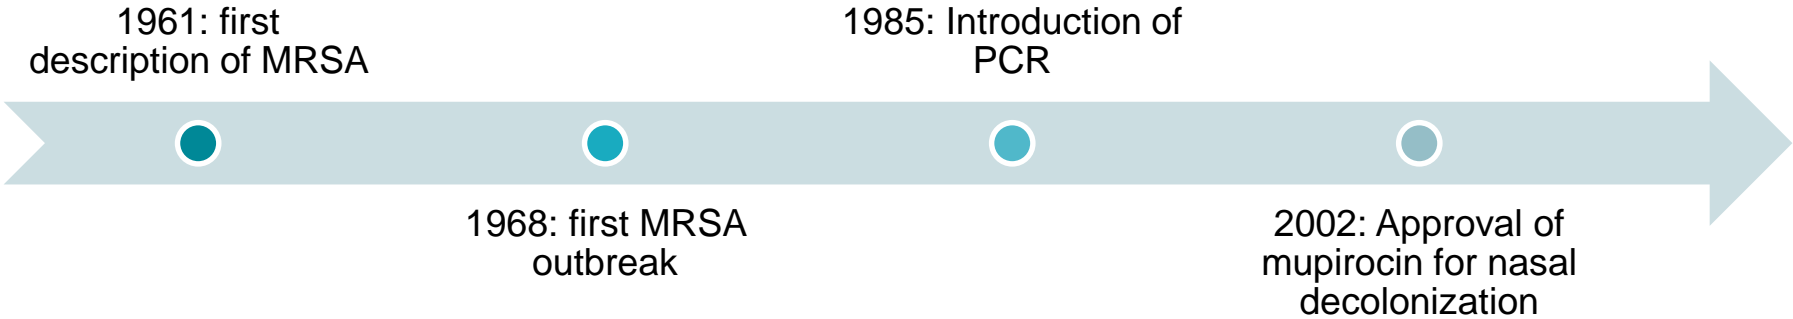 1961: first
description of MRSA
1968: first MRSA
outbreak
1985: Introduction of
PCR
2002: Approval of
mupirocin for nasal
decolonization